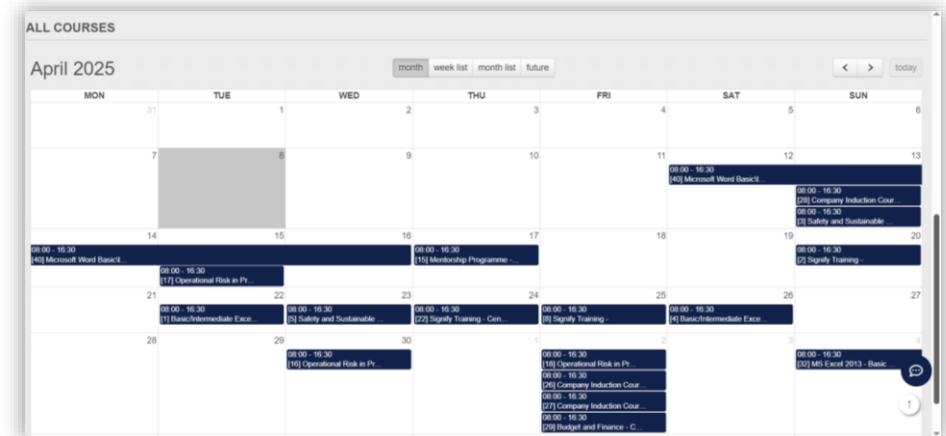 ALL COURSES
April 2025
month week list month list future
today
MON TUE WED THU FRI SAT SUN
31 1 2 3 4 5 6
7 8 9 10 11 12 13
08:00 - 16:30
[40] Microsoft Word Basic\I...
08:00 - 16:30
[28] Company Induction Cour...
08:00 - 16:30
[3] Safety and Sustainable ...
14 15 16 17 18 19 20
08:00 - 16:30 08:00 - 16:30 08:00 - 16:30
[40] Microsoft Word Basic\I... [15] Mentorship Programme -... [2] Signify Training -
08:00 - 16:30
[17] Operational Risk in Pr...
21 22 23 24 25 26 27
08:00 - 16:30 08:00 - 16:30 08:00 - 16:30 08:00 - 16:30 08:00 - 16:30
[1] Basic/Intermediate Exce... [5] Safety and Sustainable ... [22] Signify Training - Cen... [8] Signify Training - [4] Basic/Intermediate Exce...
28 29 30 1 2 3 4
08:00 - 16:30 08:00 - 16:30 08:00 - 16:30
[16] Operational Risk in Pr... [18] Operational Risk in Pr... [32] MS Excel 2013 - Basic
08:00 - 16:30
[26] Company Induction Cour...
08:00 - 16:30
[27] Company Induction Cour...
08:00 - 16:30
[29] Budget and Finance - C...